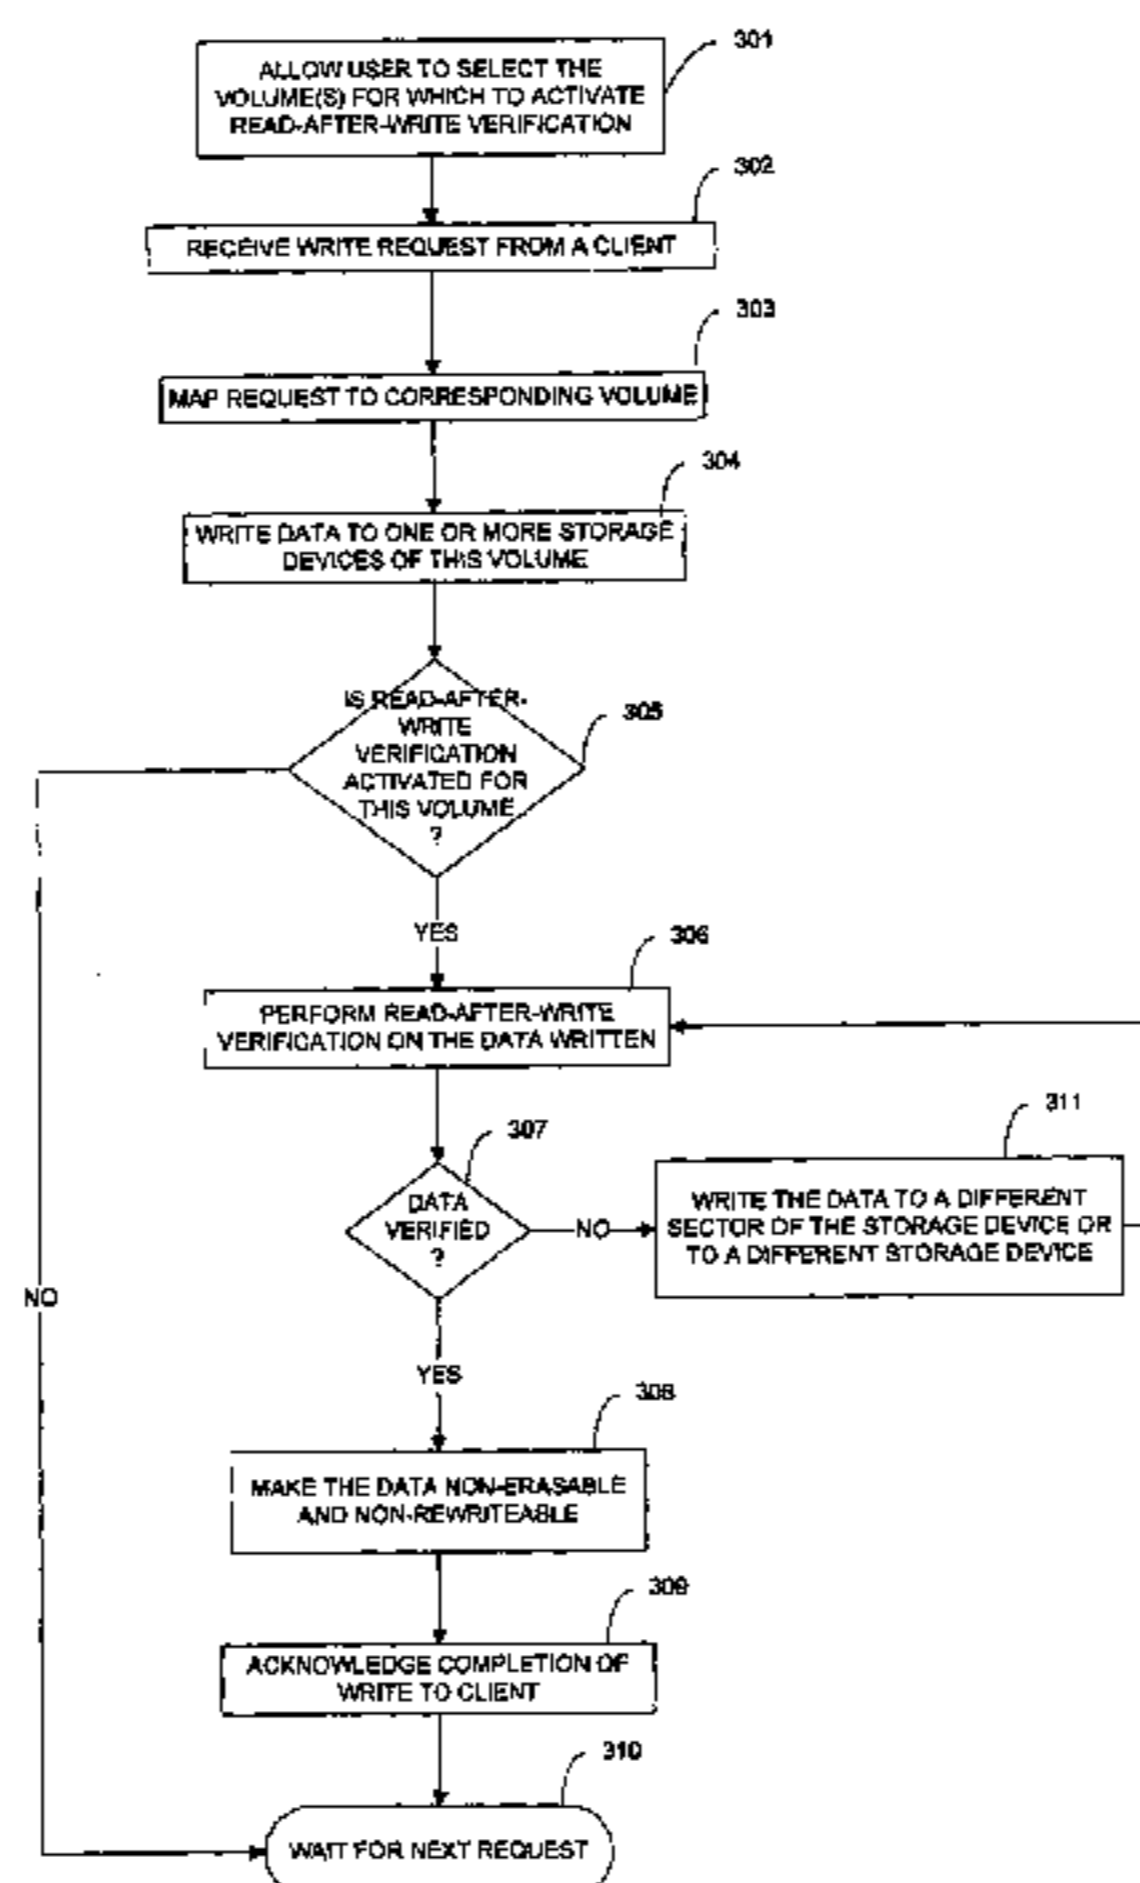 301
ALLOW USER TO SELECT THE
VOLUME(S) FOR WHICH TO ACTIVATE
READ-AFTER-WRITE VERIFICATION
302
RECEIVE WRITE REQUEST FROM A CLIENT
303
MAP REQUEST TO CORRESPONDING VOLUME
304
WRITE DATA TO ONE OR MORE STORAGE
DEVICES OF THIS VOLUME
305
IS READ-AFTER-
WRITE
VERIFICATION
ACTIVATED FOR
THIS VOLUME
?
YES
306
PERFORM READ-AFTER-WRITE
VERIFICATION ON THE DATA WRITTEN
307
DATA
VERIFIED
?
NO
311
WRITE THE DATA TO A DIFFERENT
SECTOR OF THE STORAGE DEVICE OR
TO A DIFFERENT STORAGE DEVICE
NO
YES
308
MAKE THE DATA NON-ERASABLE
AND NON-REWRITEABLE
309
ACKNOWLEDGE COMPLETION OF
WRITE TO CLIENT
310
WAIT FOR NEXT REQUEST